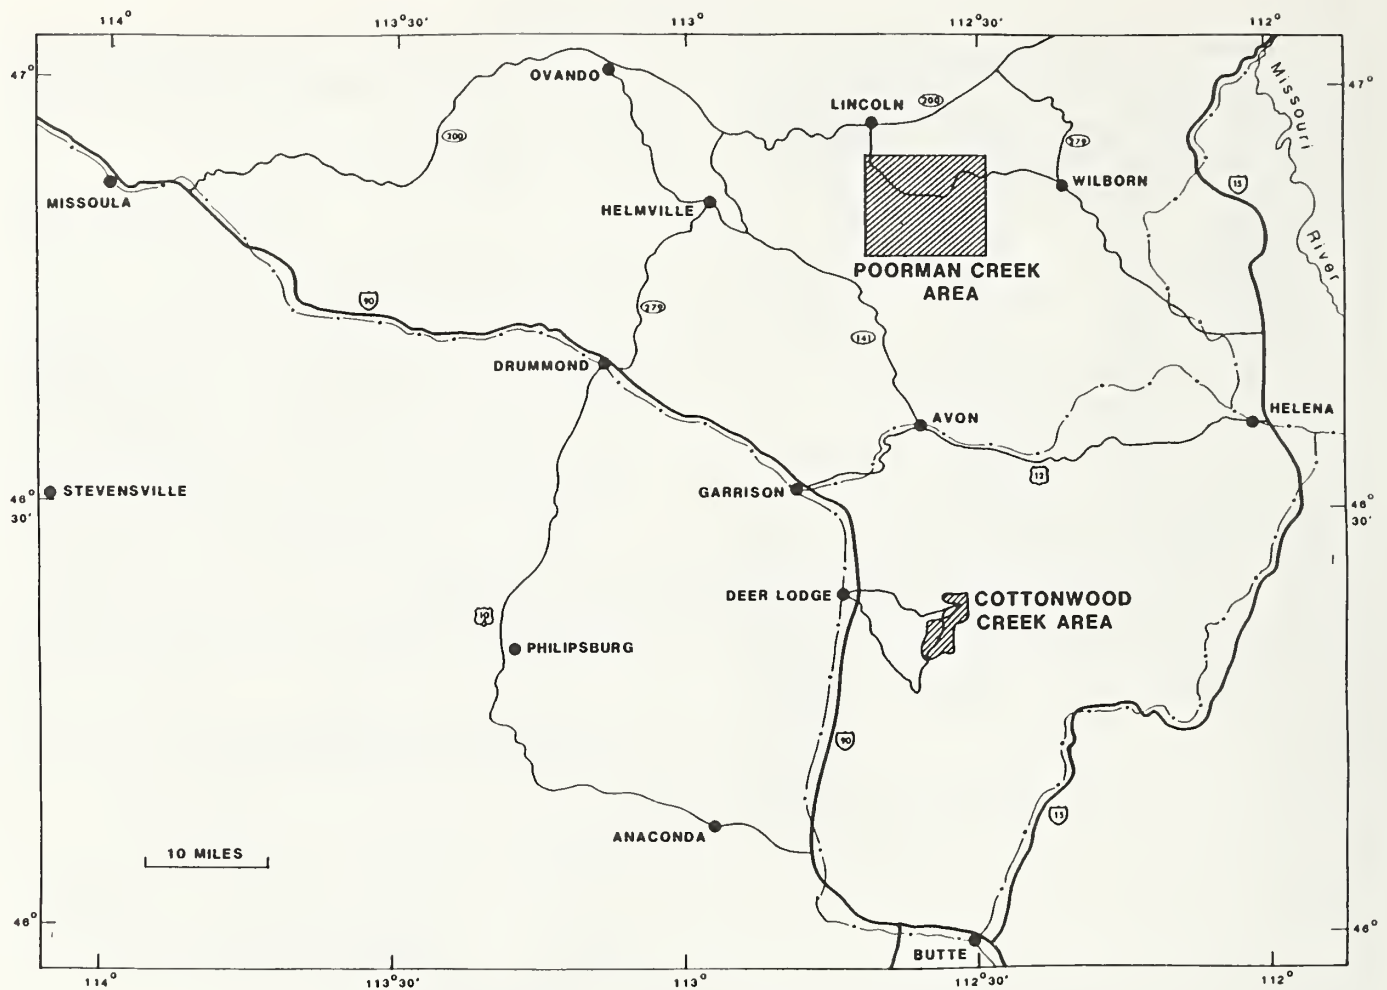 114°
113°30'
113°
112°30'
112°
47°
47°
OVANDO
LINCOLN
200
200
279
Missouri
River
MISSOULA
HELMVILLE
WILBORN
15
POORMAN CREEK
AREA
90
279
141
DRUMMOND
AVON
HELENA
12
STEVENSVILLE
GARRISON
46°
30'
46°
30'
DEER LODGE
COTTONWOOD
CREEK AREA
10
PHILIPSBURG
90
15
ANACONDA
10 MILES
46°
46°
BUTTE
114°
113°30'
113°
112°30'
112°